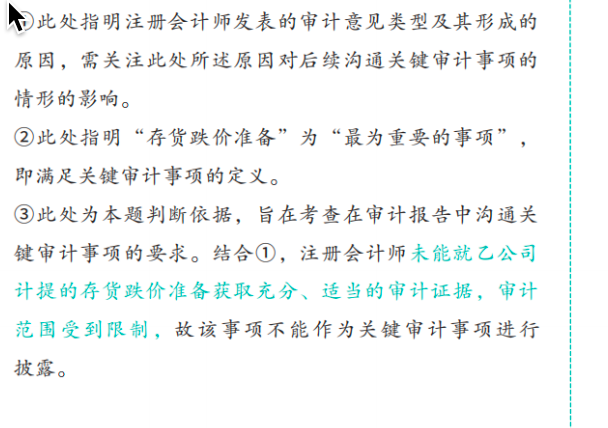 ①此处指明注册会计师发表的审计意见类型及其形成的
原因，需关注此处所述原因对后续沟通关键审计事项的
情形的影响。
②此处指明“存货跌价准备”为“最为重要的事项”，
即满足关键审计事项的定义。
③此处为本题判断依据，旨在考查在审计报告中沟通关
键审计事项的要求。结合①，注册会计师未能就乙公司
计提的存货跌价准备获取充分、适当的审计证据，审计
范围受到限制，故该事项不能作为关键审计事项进行
披露。